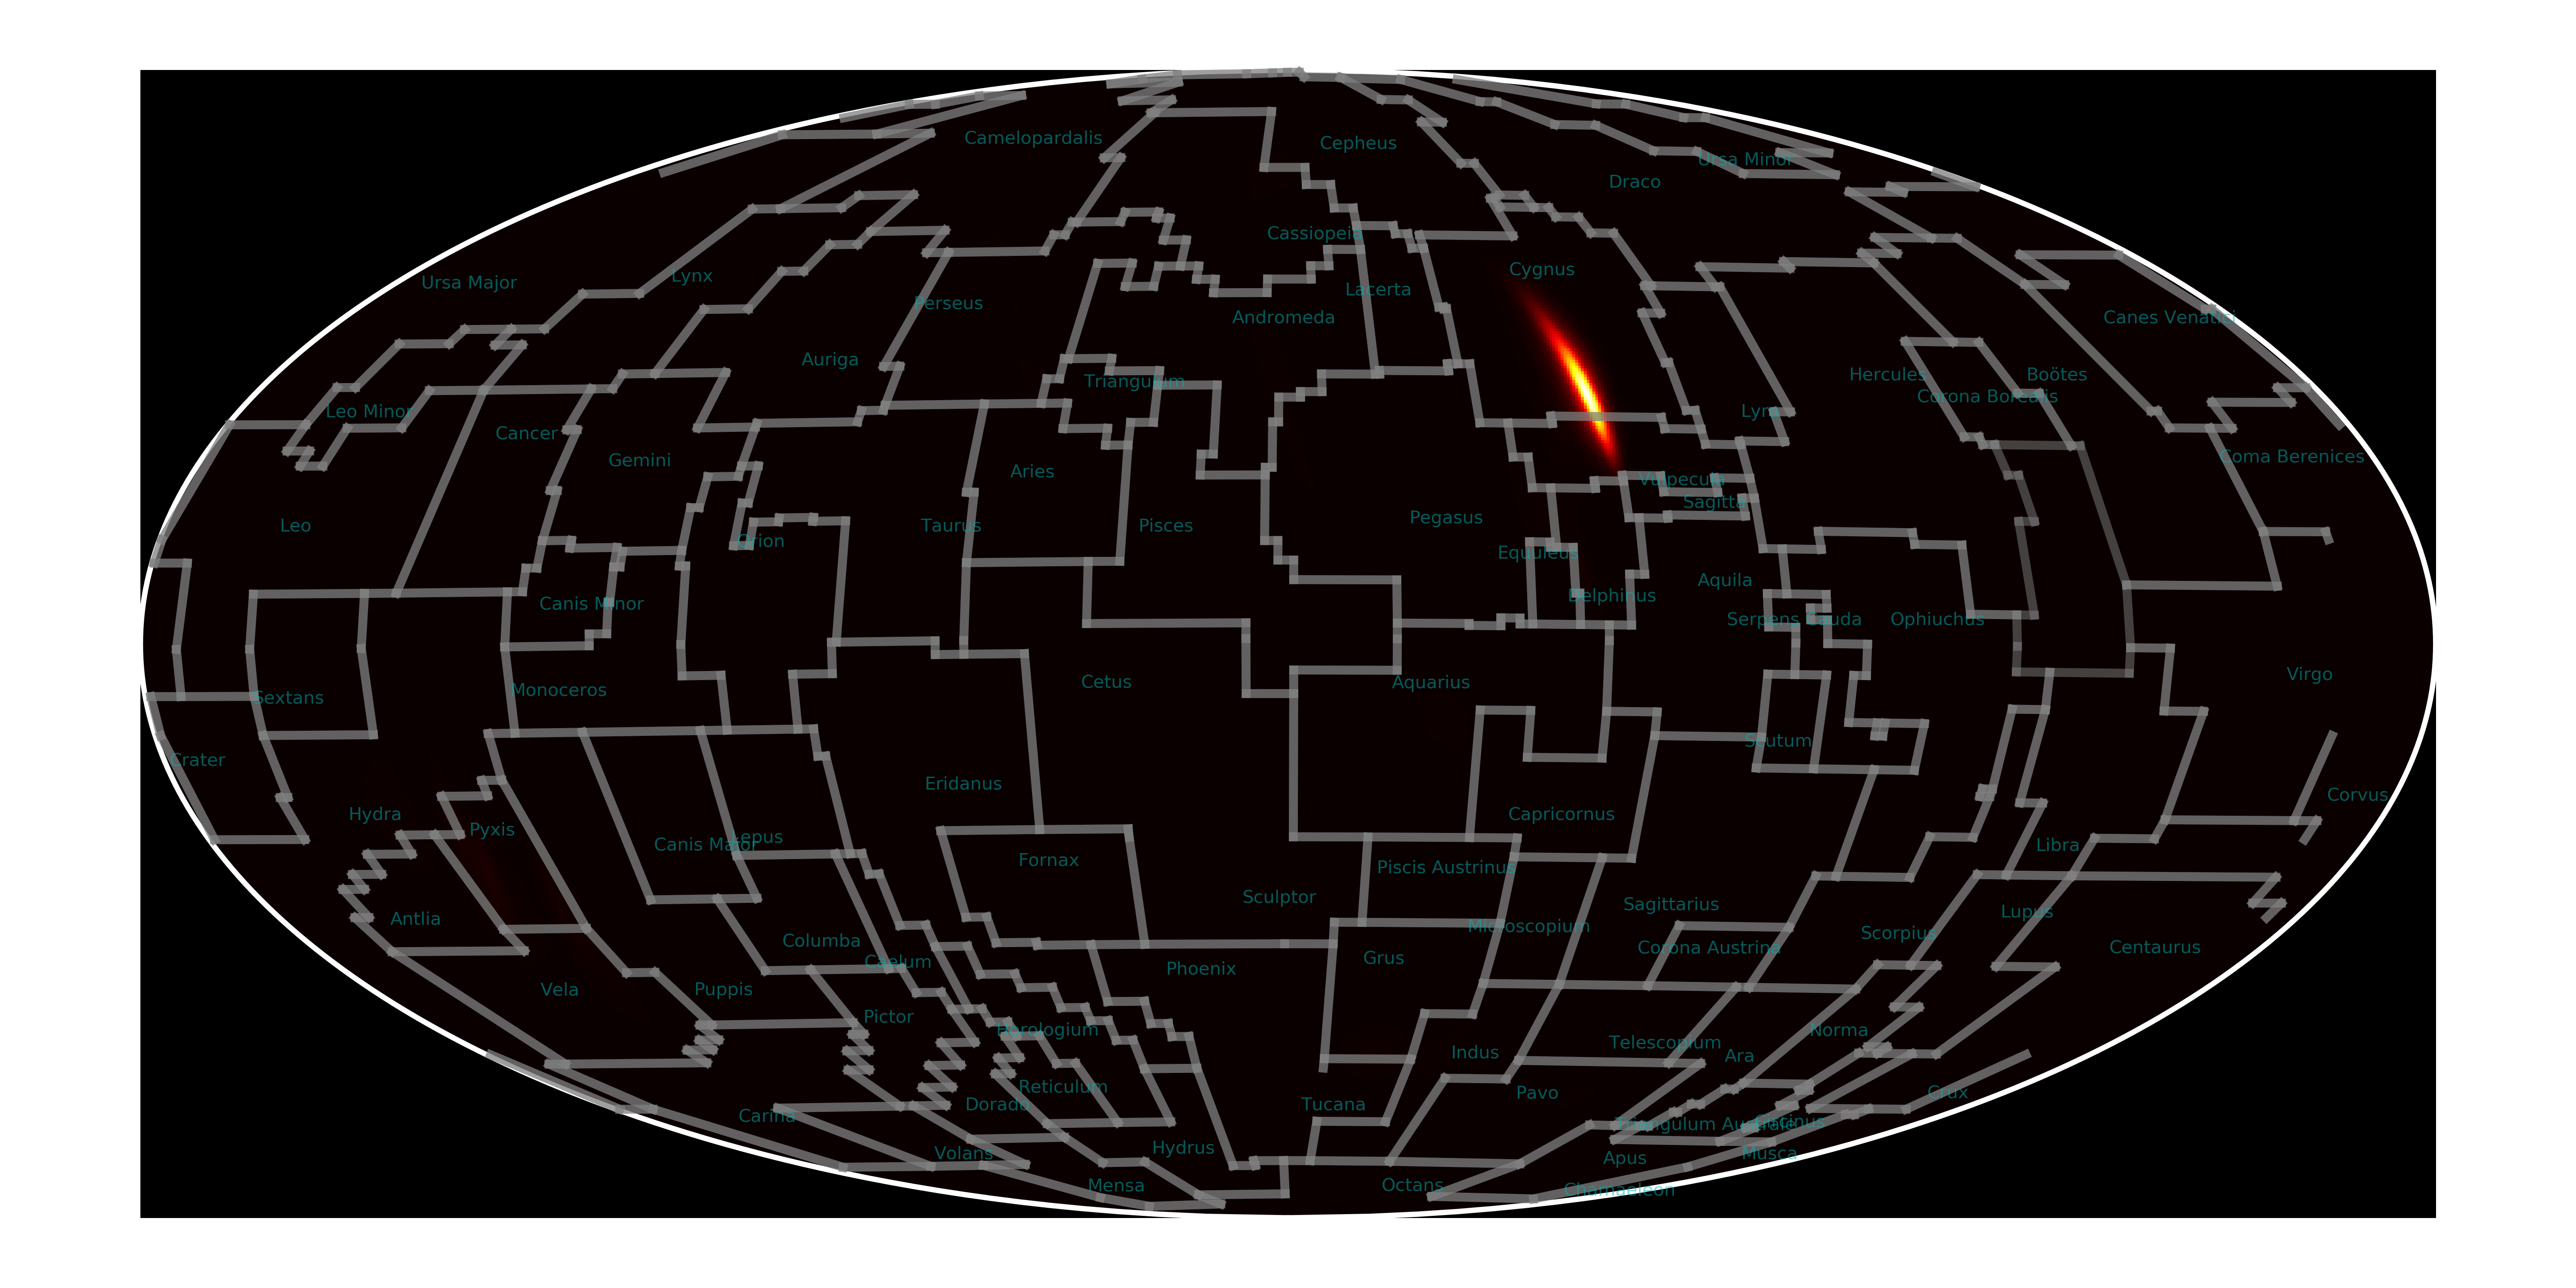 Camelopardalis
Cepheus
Ursa Minor
Draco
Cassiopeia
Cygnus
Lynx
Ursa Major
Lacerta
Perseus
Andromeda
Canes Venatici
Auriga
Hercules
Boötes
Triangulum
Corona Borealis
Leo Minor
Lyra
Cancer
Coma Berenices
Gemini
Aries
Vulpecula
Sagitta
Pegasus
Leo
Taurus
Pisces
Orion
Equuleus
Aquila
Delphinus
Canis Minor
Serpens Cauda
Ophiuchus
Virgo
Cetus
Aquarius
Monoceros
Sextans
Scutum
Crater
Eridanus
Corvus
Hydra
Capricornus
Pyxis
Lepus
Canis Major
Libra
Fornax
Piscis Austrinus
Sculptor
Sagittarius
Lupus
Antlia
Microscopium
Scorpius
Columba
Corona Austrina
Centaurus
Grus
Caelum
Phoenix
Vela
Puppis
Pictor
Horologium
Norma
Telescopium
Indus
Ara
Reticulum
Pavo
Crux
Dorado
Tucana
Carina
Circinus
Triangulum Australe
Hydrus
Volans
Musca
Apus
Mensa
Octans
Chamaeleon